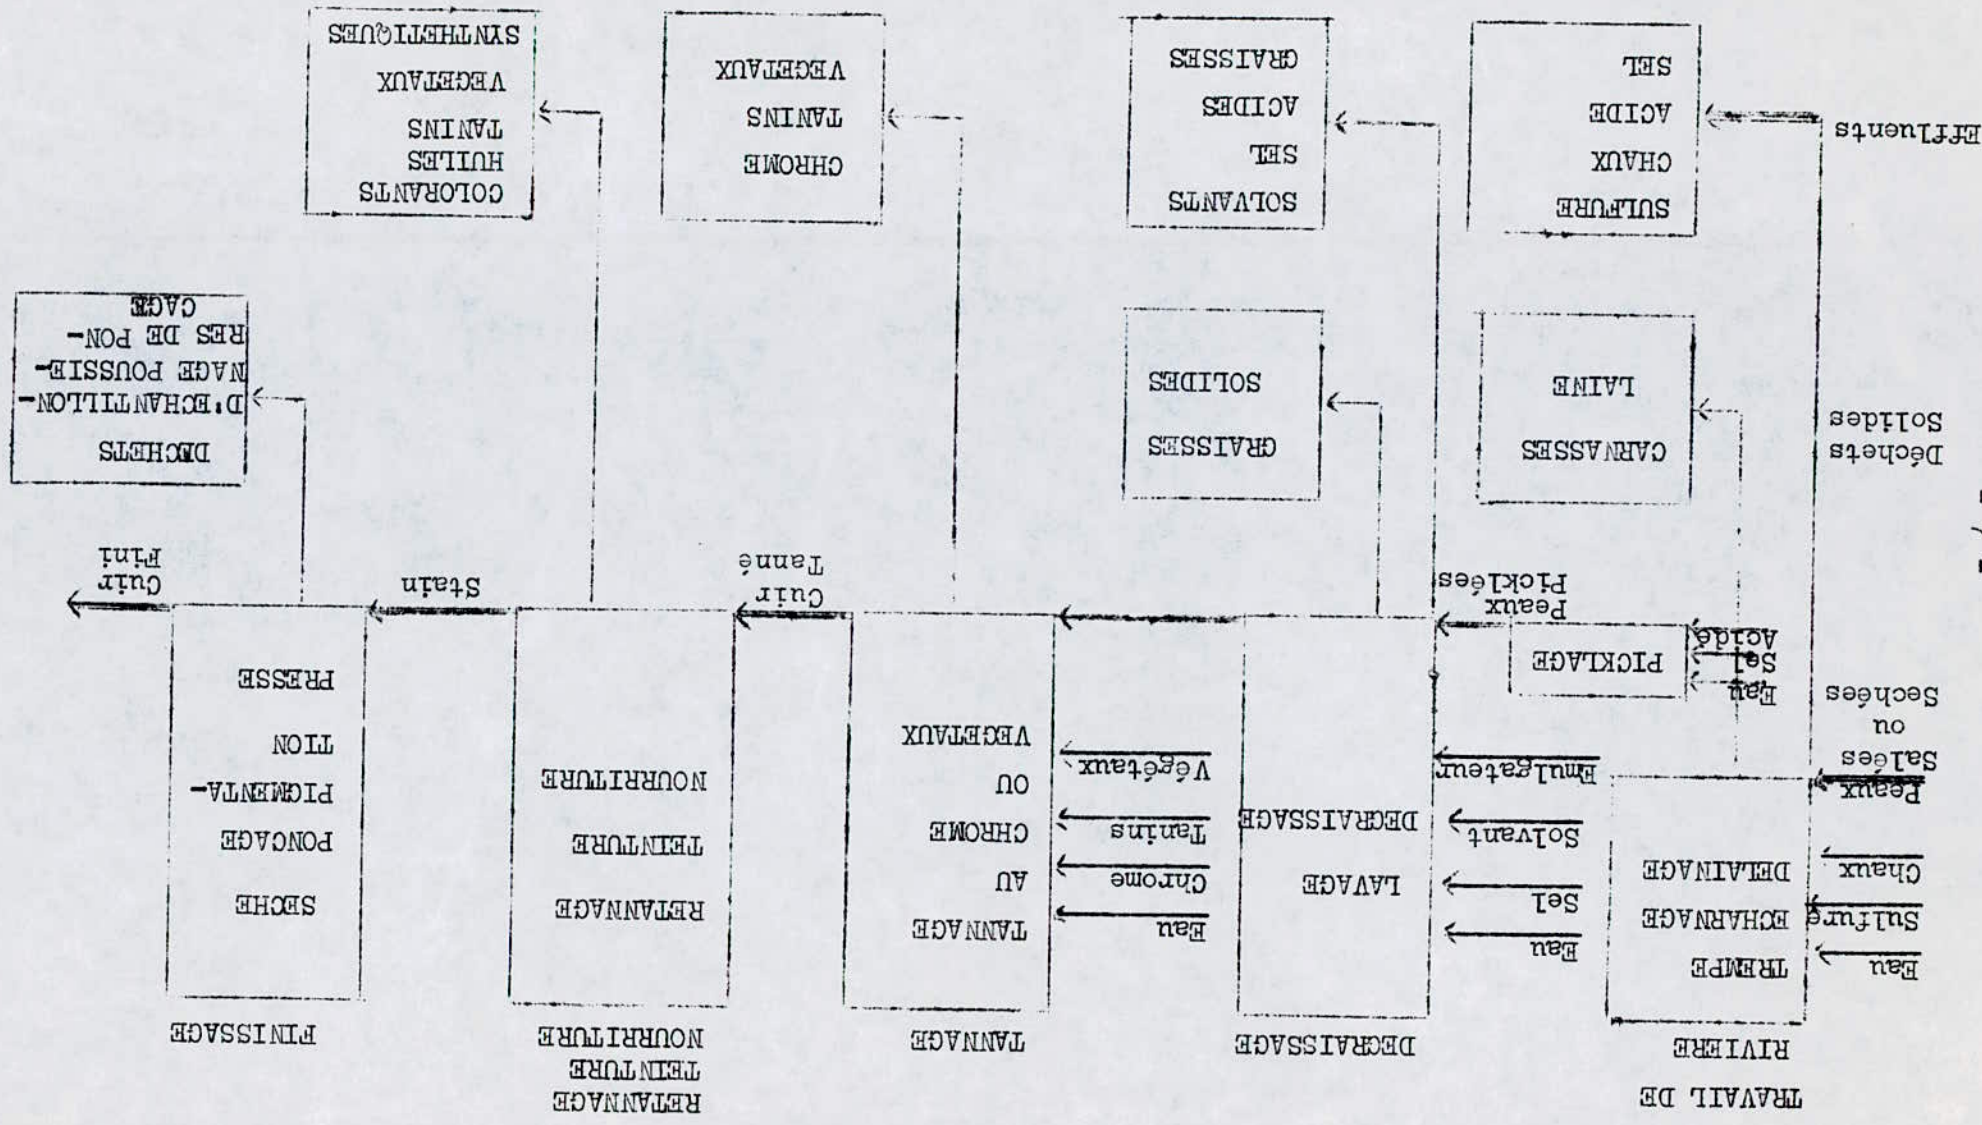 TRAVAIL DE
RIVIERE
TREMPE
ECHARNAGE
DELAINAGE
Eau
Sulfure
Chaux
Peaux
Salées
ou
Sechées
Eau
Sel
Acide
PICKLAGE
Peaux
Picklées
DEGRAISSAGE
Eau
Sel
Solvant
Emulgateur
LAVAGE
DEGRAISSAGE
TANNAGE
Eau
Chrome
Tanins
Végétaux
TANNAGE
AU
CHROME
OU
VEGETAUX
Cuir
Tanné
RETANNAGE
TEINTURE
NOURRITURE
RETANNAGE
TEINTURE
NOURRITURE
Stain
FINISSAGE
SECHE
PONCAGE
PIGMENTA-
TION
PRESSE
Cuir
Fini
Déchets
Solides
CARNASSES
LAINE
GRAISSES
SOLIDES
DECHETS
D'ECHANTILLON-
NAGE POUSSIE-
RES DE PON-
CAGE
Effluents
SULFURE
CHAUX
ACIDE
SEL
SOLVANTS
SEL
ACIDES
GRAISSES
CHROME
TANINS
VEGETAUX
COLORANTS
HUILES
TANINS
VEGETAUX
SYNTHETIQUES